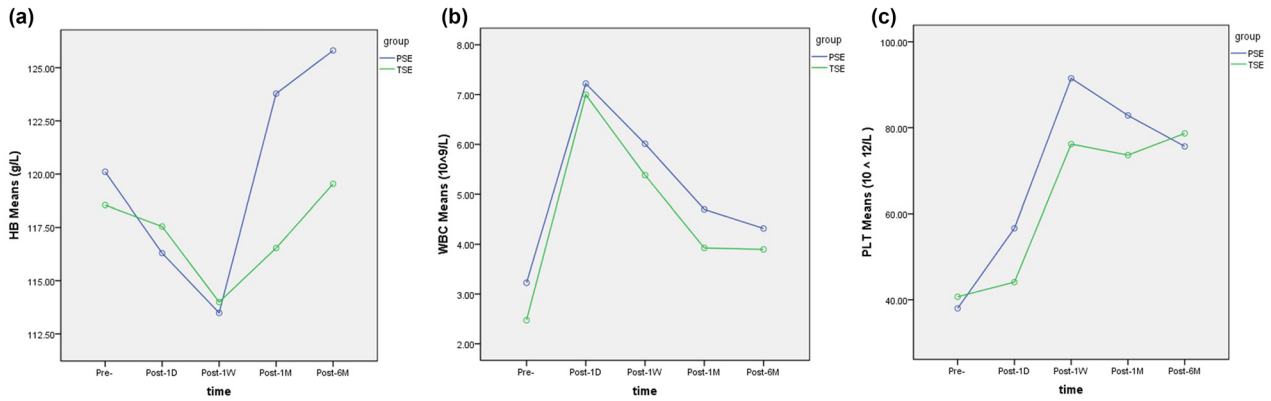 (a)
HB Means (g/L)
125.00
122.50
120.00
117.50
115.00
112.50
Pre-
Post-1D
Post-1W
Post-1M
Post-6M
time
group
PSE
TSE
(b)
WBC Means (10^9/L)
8.00
7.00
6.00
5.00
4.00
3.00
2.00
Pre-
Post-1D
Post-1W
Post-1M
Post-6M
time
group
PSE
TSE
(c)
PLT Means (10 ^ 12/L )
100.00
80.00
60.00
40.00
Pre-
Post-1D
Post-1W
Post-1M
Post-6M
time
group
PSE
TSE